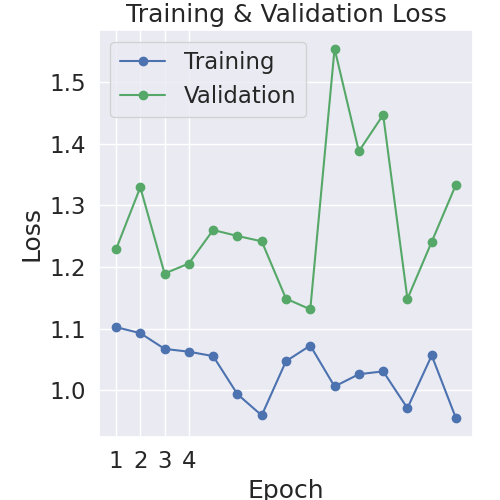 Training & Validation Loss
Training
Validation
1.5
1.4
1.3
1.2
1.1
1.0
Loss
1 2 3 4
Epoch